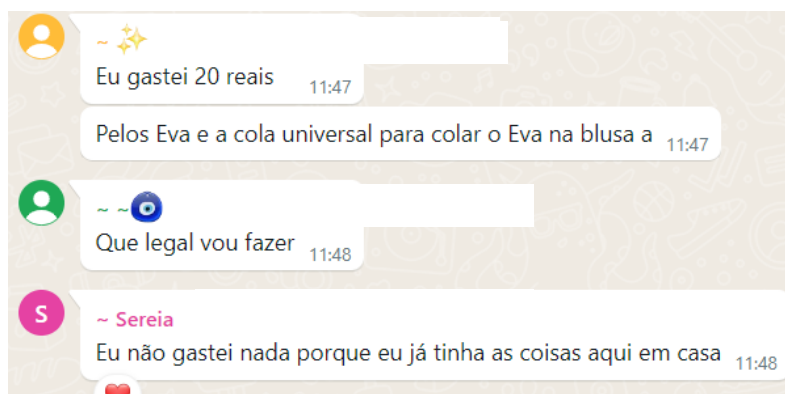 ~ ✨
Eu gastei 20 reais 11:47
Pelos Eva e a cola universal para colar o Eva na blusa a 11:47
~ ~🧿
Que legal vou fazer 11:48
S
~ Sereia
Eu não gastei nada porque eu já tinha as coisas aqui em casa 11:48